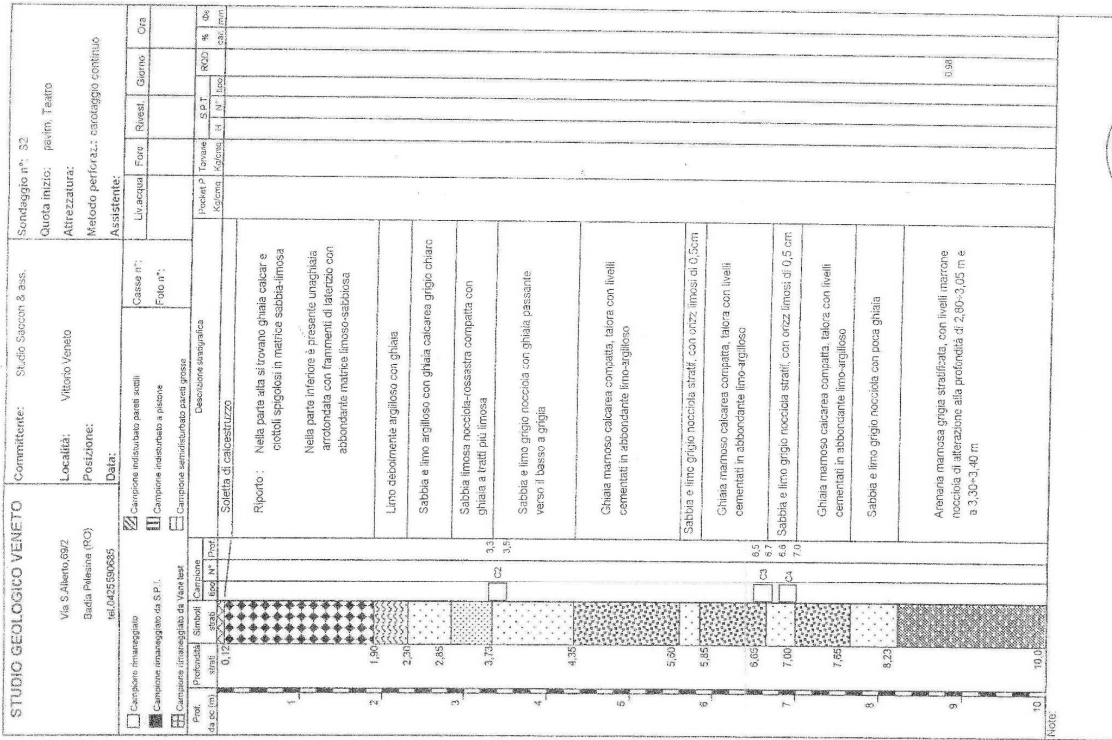 STUDIO GEOLOGICO VENETO
Via S.Alberto,69/2
Badia Polesine (RO)
tel.0425590685
Committente: Studio Saccon & ass.
Località: Vittorio Veneto
Posizione:
Data:
Sondaggio n°: S2
Quota inizio: pavim. Teatro
Attrezzatura:
Metodo perforaz.: carotaggio continuo
Assistente:
Campione rimaneggiato
Campione rimaneggiato da S.P.T.
Campione rimaneggiato da Vane test
Campione indisturbato pareti sottili
Campione indisturbato a pistone
Campione semidisturbato pareti grosse
Casse n°:
Foto n°:
Liv.acqua Foro Rivest. Giorno Ora
Prof. da pc (m)
Profondità strati
Simboli strati
Campione
tipo N° Prof.
Descrizione stratigrafica
Pocket P. Kg/cmq
Torvane Kg/cmq
S.P.T.
H N° tipo
RQD
% car.
mm
0,12 Soletta di calcestruzzo
Riporto : Nella parte alta si trovano ghiaia calcar e
ciottoli spigolosi in matrice sabbia-limosa
1
Nella parte inferiore è presente unaghiaia
arrotondata con frammenti di laterizio con
abbondante matrice limoso-sabbiosa
1,90
2
Limo debolmente argilloso con ghiaia
2,30
Sabbia e limo argilloso con ghiaia calcarea grigio chiaro
2,85
3
Sabbia limosa nocciola-rossastra compatta con
ghiaia a tratti più limosa
3,73
C2 3,3
3,5
Sabbia e limo grigio nocciola con ghiaia passante
verso il basso a grigia
4
4,35
Ghiaia marnoso calcarea compatta, talora con livelli
cementati in abbondante limo-argilloso
5
5,60
Sabbia e limo grigio nocciola stratif, con orizz limosi di 0,5cm
5,85
6
Ghiaia marnoso calcarea compatta, talora con livelli
cementati in abbondante limo-argilloso
6,65
C3 6,5
6,7
Sabbia e limo grigio nocciola stratif, con orizz limosi di 0,5 cm
C4 6,6
7,0
7,00
7
Ghiaia marnoso calcarea compatta, talora con livelli
cementati in abbondante limo-argilloso
7,65
8
Sabbia e limo grigio nocciola con poca ghiaia
8,23
Arenaria marnosa grigia stratificata, con livelli marrone
nocciola di alterazione alla profondità di 2,80÷3,05 m e
a 3,30÷3,40 m
9
0.98
10
10,0
Note: